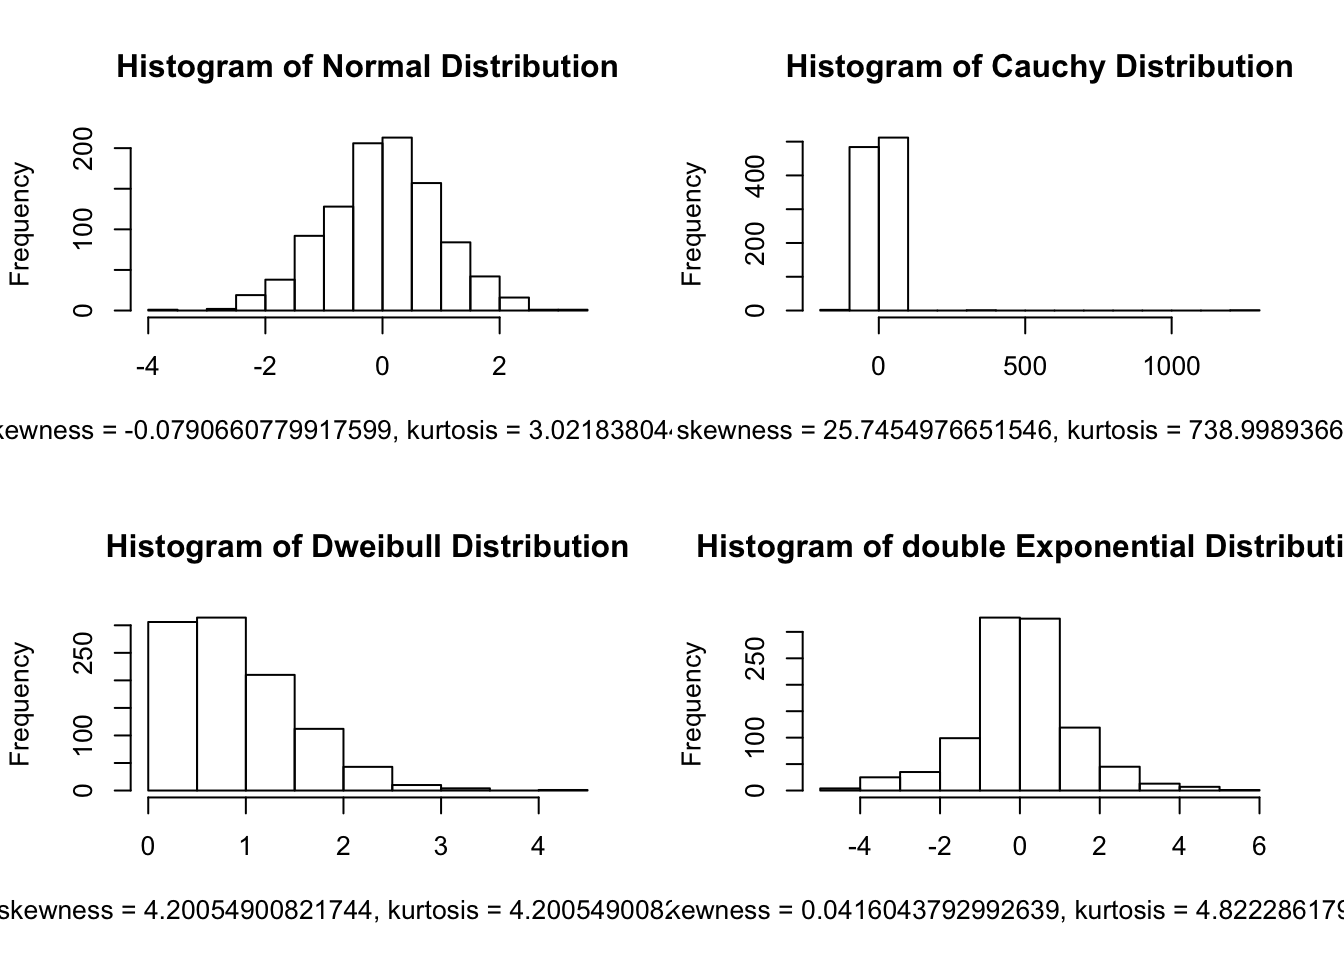 Histogram of Normal Distribution
Frequency
200
100
0
-4 -2 0 2
kewness = -0.0790660779917599, kurtosis = 3.02183804
Histogram of Cauchy Distribution
Frequency
400
200
0
0 500 1000
skewness = 25.7454976651546, kurtosis = 738.9989366
Histogram of Dweibull Distribution
Frequency
250
100
0
0 1 2 3 4
skewness = 4.20054900821744, kurtosis = 4.2005490082
Histogram of double Exponential Distributi
Frequency
250
100
0
-4 -2 0 2 4 6
kewness = 0.0416043792992639, kurtosis = 4.822286179